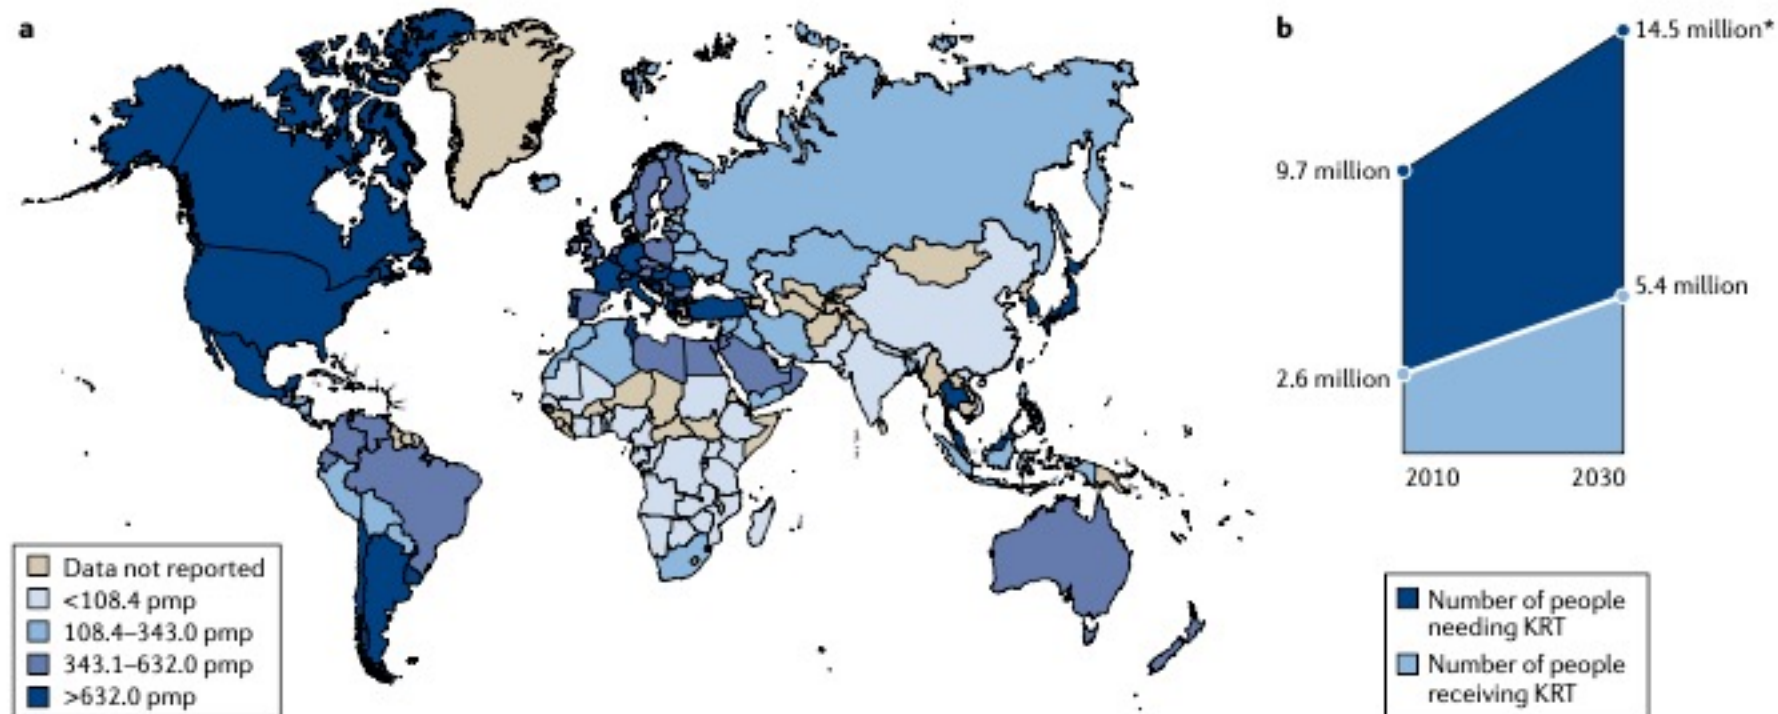 a
Data not reported
<108.4 pmp
108.4–343.0 pmp
343.1–632.0 pmp
>632.0 pmp
b
14.5 million*
9.7 million
5.4 million
2.6 million
2010
2030
Number of people
needing KRT
Number of people
receiving KRT